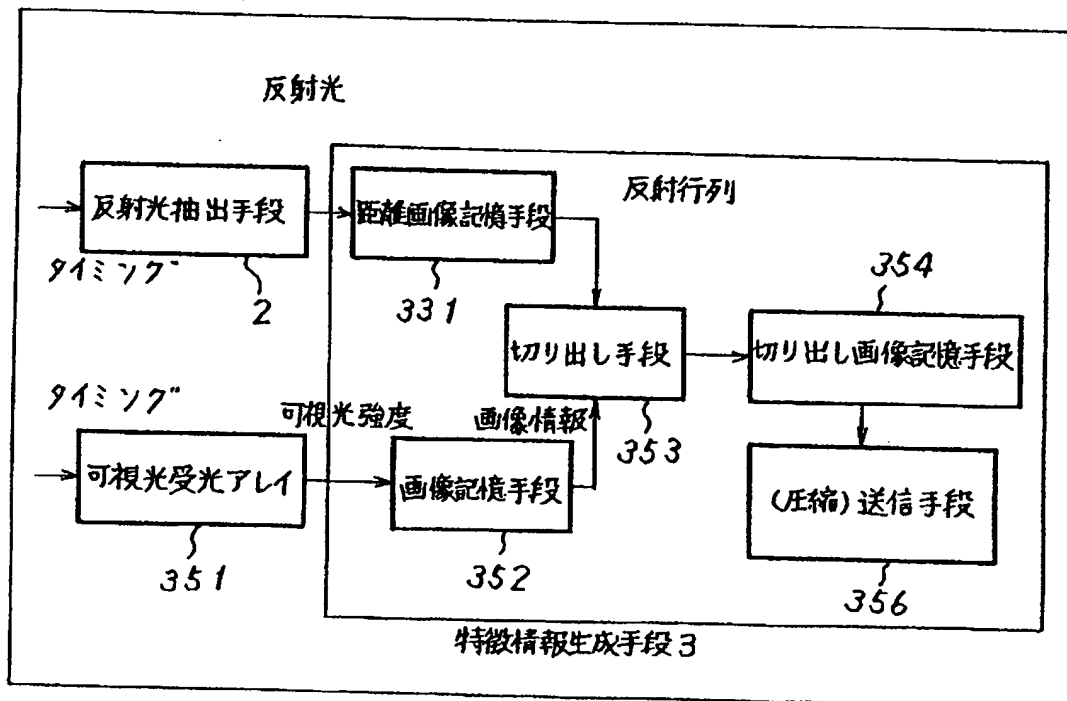 反射光
反射行列
反射光抽出手段
距離画像記憶手段
タイミング
2
331
354
切り出し手段
切り出し画像記憶手段
タイミング
可視光強度
画像情報
353
可視光受光アレイ
画像記憶手段
(圧縮)送信手段
351
352
356
特徴情報生成手段3